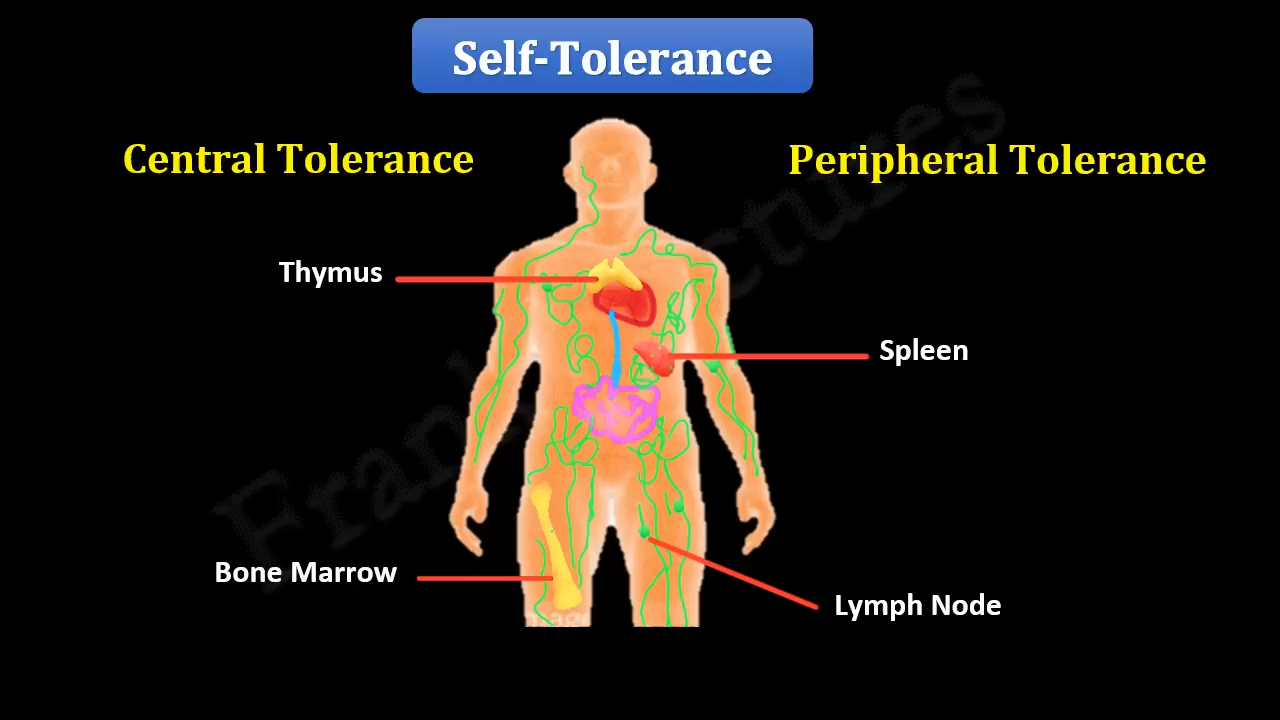 Self-Tolerance
Central Tolerance
Peripheral Tolerance
Thymus
Spleen
Bone Marrow
Lymph Node